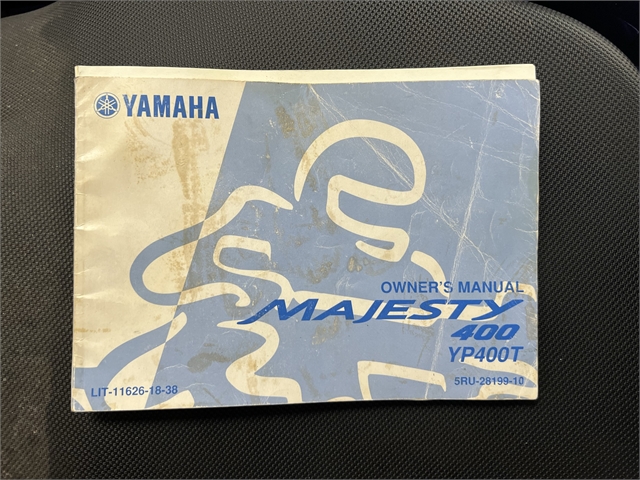 YAMAHA
OWNER'S MANUAL
MAJESTY
400
YP400T
LIT-11626-18-38
5RU-28199-10